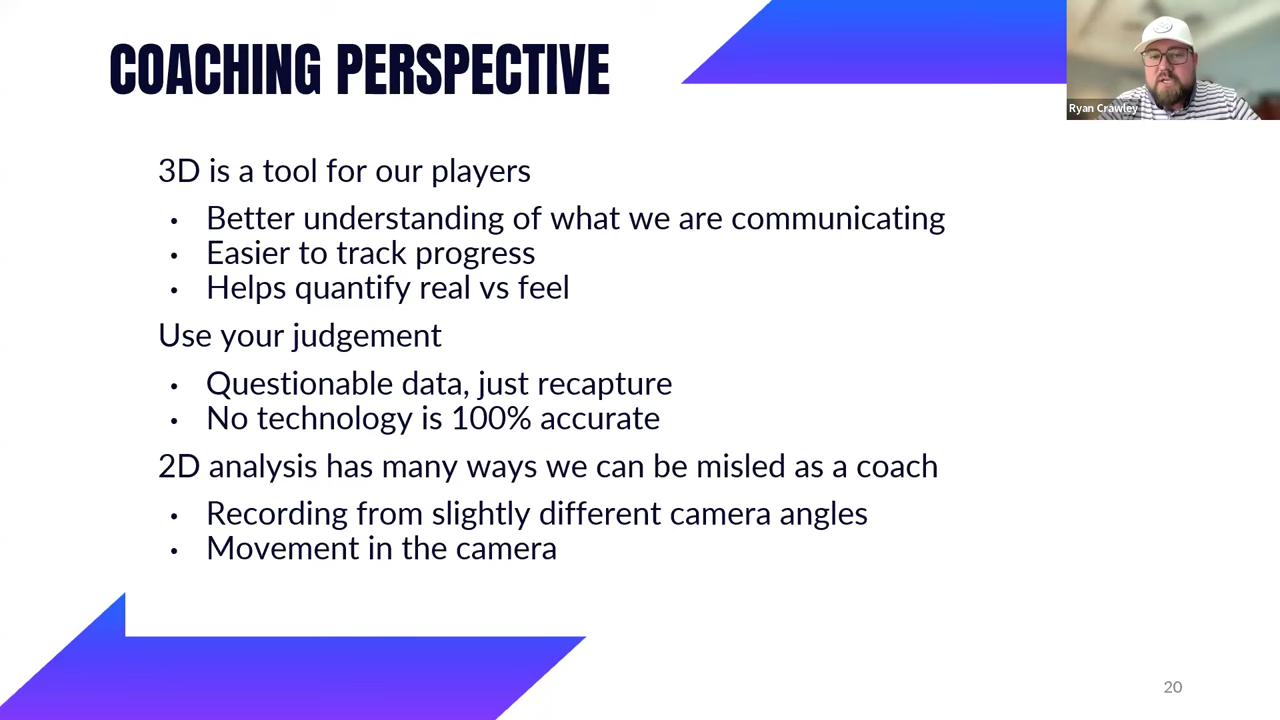 COACHING PERSPECTIVE
Ryan Crawley
3D is a tool for our players
• Better understanding of what we are communicating
• Easier to track progress
• Helps quantify real vs feel
Use your judgement
• Questionable data, just recapture
• No technology is 100% accurate
2D analysis has many ways we can be misled as a coach
• Recording from slightly different camera angles
• Movement in the camera
20